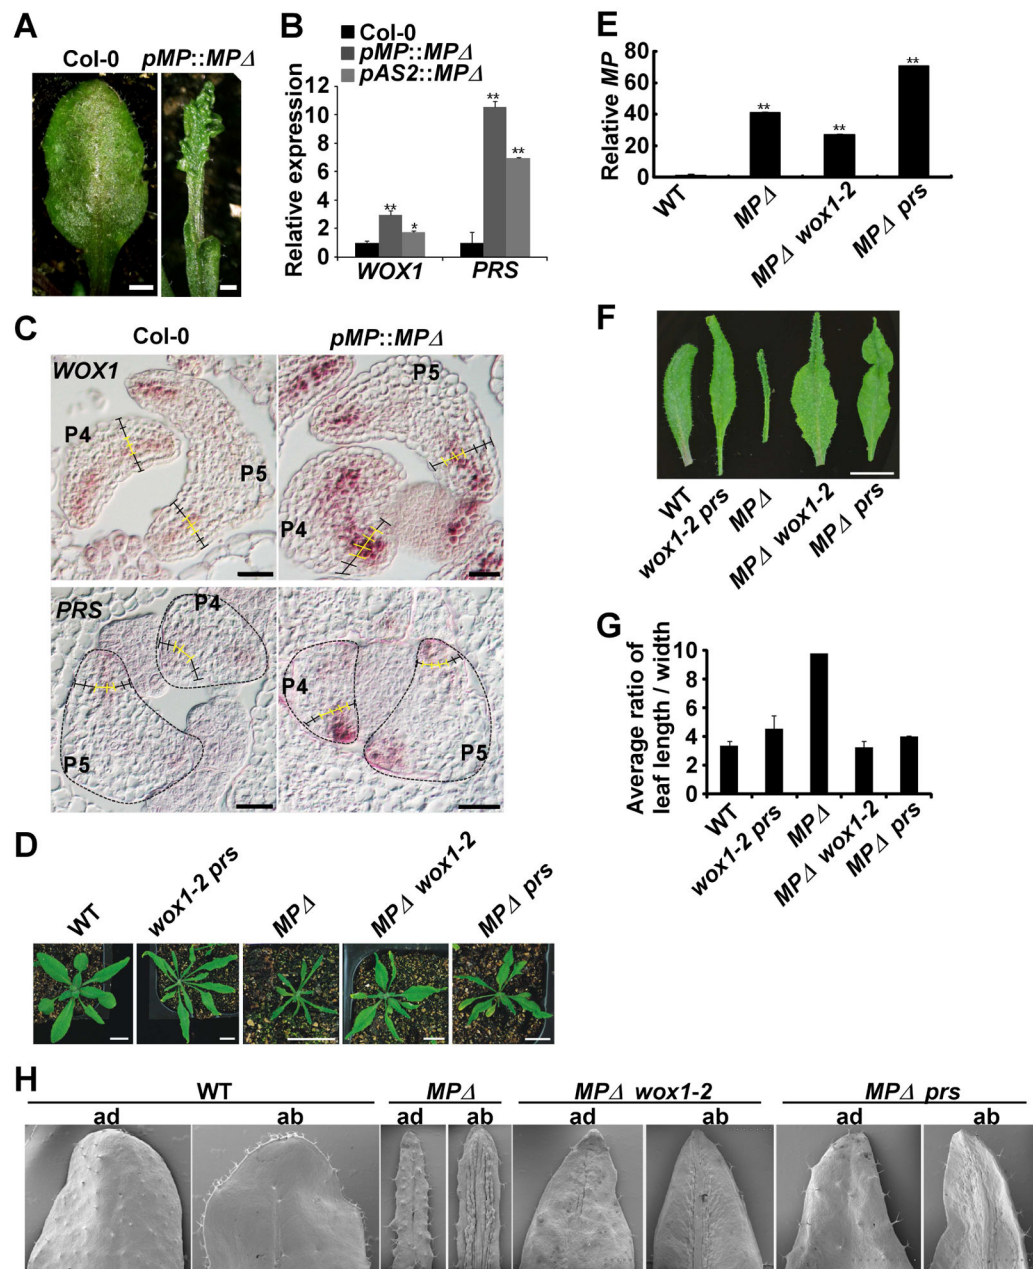 A
Col-0 pMP::MPΔ
B
Col-0
pMP::MPΔ
pAS2::MPΔ
Relative expression
12
10
8
6
4
2
0
**
*
**
**
WOX1 PRS
C
Col-0 pMP::MPΔ
WOX1
P4
P5
P5
P4
PRS
P4
P5
P4
P5
D
WT
wox1-2 prs
MPΔ
MPΔ wox1-2
MPΔ prs
E
Relative MP
80
60
40
20
0
**
**
**
WT
MPΔ
MPΔ wox1-2
MPΔ prs
F
WT
wox1-2 prs
MPΔ
MPΔ wox1-2
MPΔ prs
G
Average ratio of
leaf length / width
10
8
6
4
2
0
WT
wox1-2 prs
MPΔ
MPΔ wox1-2
MPΔ prs
H
WT MPΔ MPΔ wox1-2 MPΔ prs
ad ab ad ab ad ab ad ab